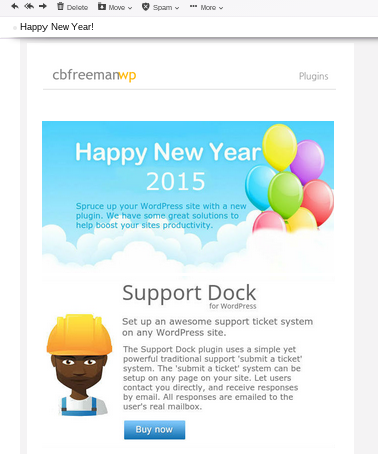 Delete Move Spam More
Happy New Year!
cbfreemanwp Plugins
Happy New Year
2015
Spruce up your WordPress site with a new
plugin. We have some great solutions to
help boost your sites productivity.
Support Dock
for WordPress
Set up an awesome support ticket system
on any WordPress site.
The Support Dock plugin uses a simple yet
powerful traditional support 'submit a ticket'
system. The 'submit a ticket' system can be
setup on any page on your site. Let users
contact you directly, and receive responses
by email. All responses are emailed to the
user's real mailbox.
Buy now